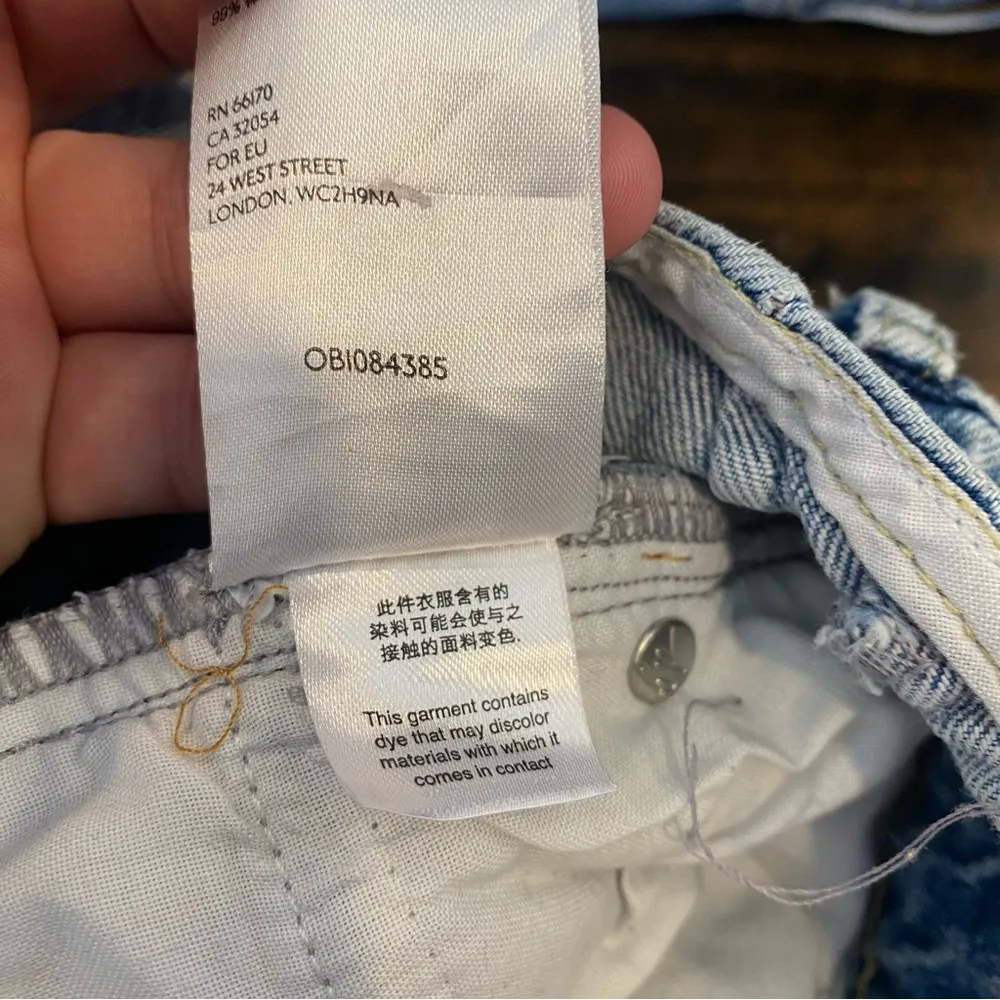 99%
RN 66170
CA 32054
FOR EU
24 WEST STREET
LONDON. WC2H9NA
OB1084385
此件衣服含有的
染料可能会使与之
接触的面料变色.
This garment contains
dye that may discolor
materials with which it
comes in contact